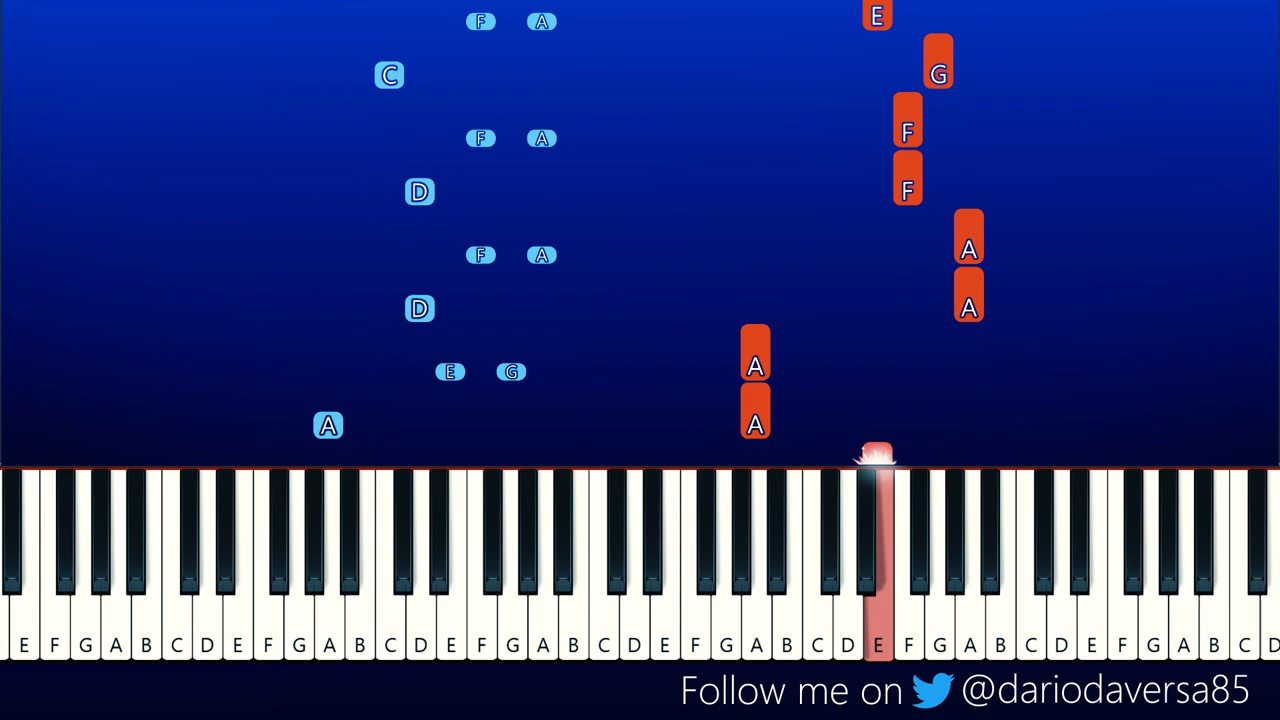 F A E
C G
F A F
D F
F A A
D A
E G A
A A
E F G A B C D E F G A B C D E F G A B C D E F G A B C D E F G A B C D E F G A B C D
Follow me on @dariodaversa85